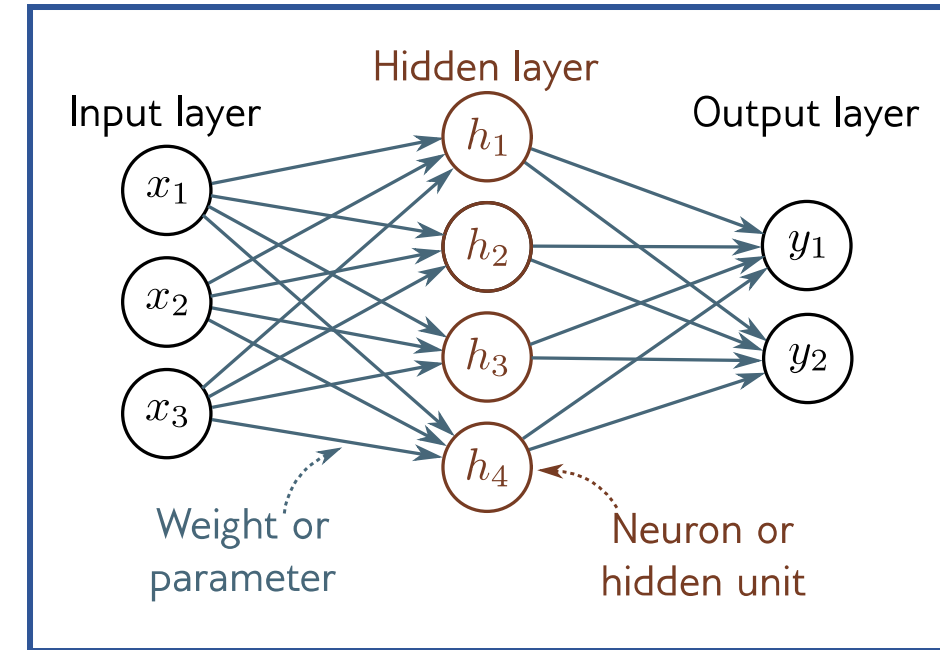 Hidden layer
Input layer
Output layer
h₁
x₁
h₂
y₁
x₂
h₃
y₂
x₃
h₄
Weight or
parameter
Neuron or
hidden unit